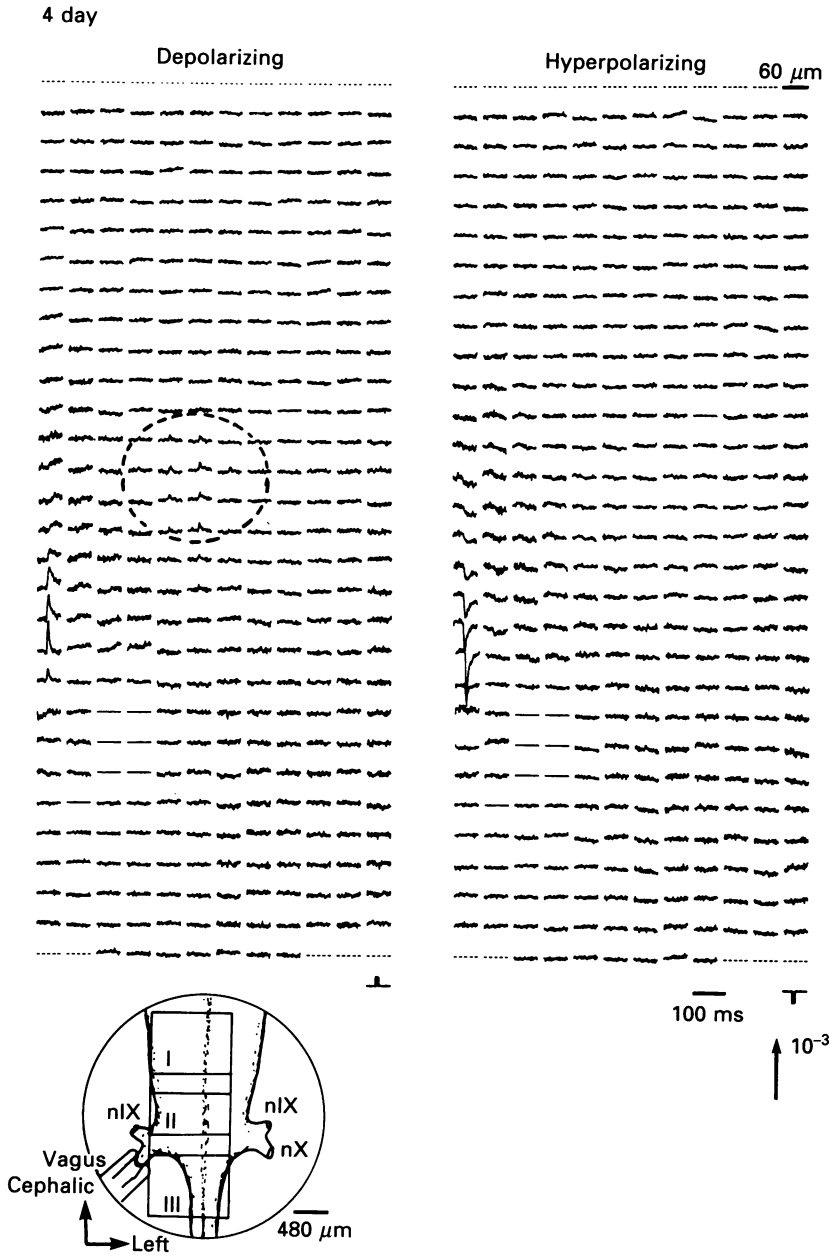 4 day
Depolarizing
Hyperpolarizing
60 μm
100 ms
10⁻³
I
II
III
nIX
nIX
nX
Vagus
Cephalic
Left
480 μm